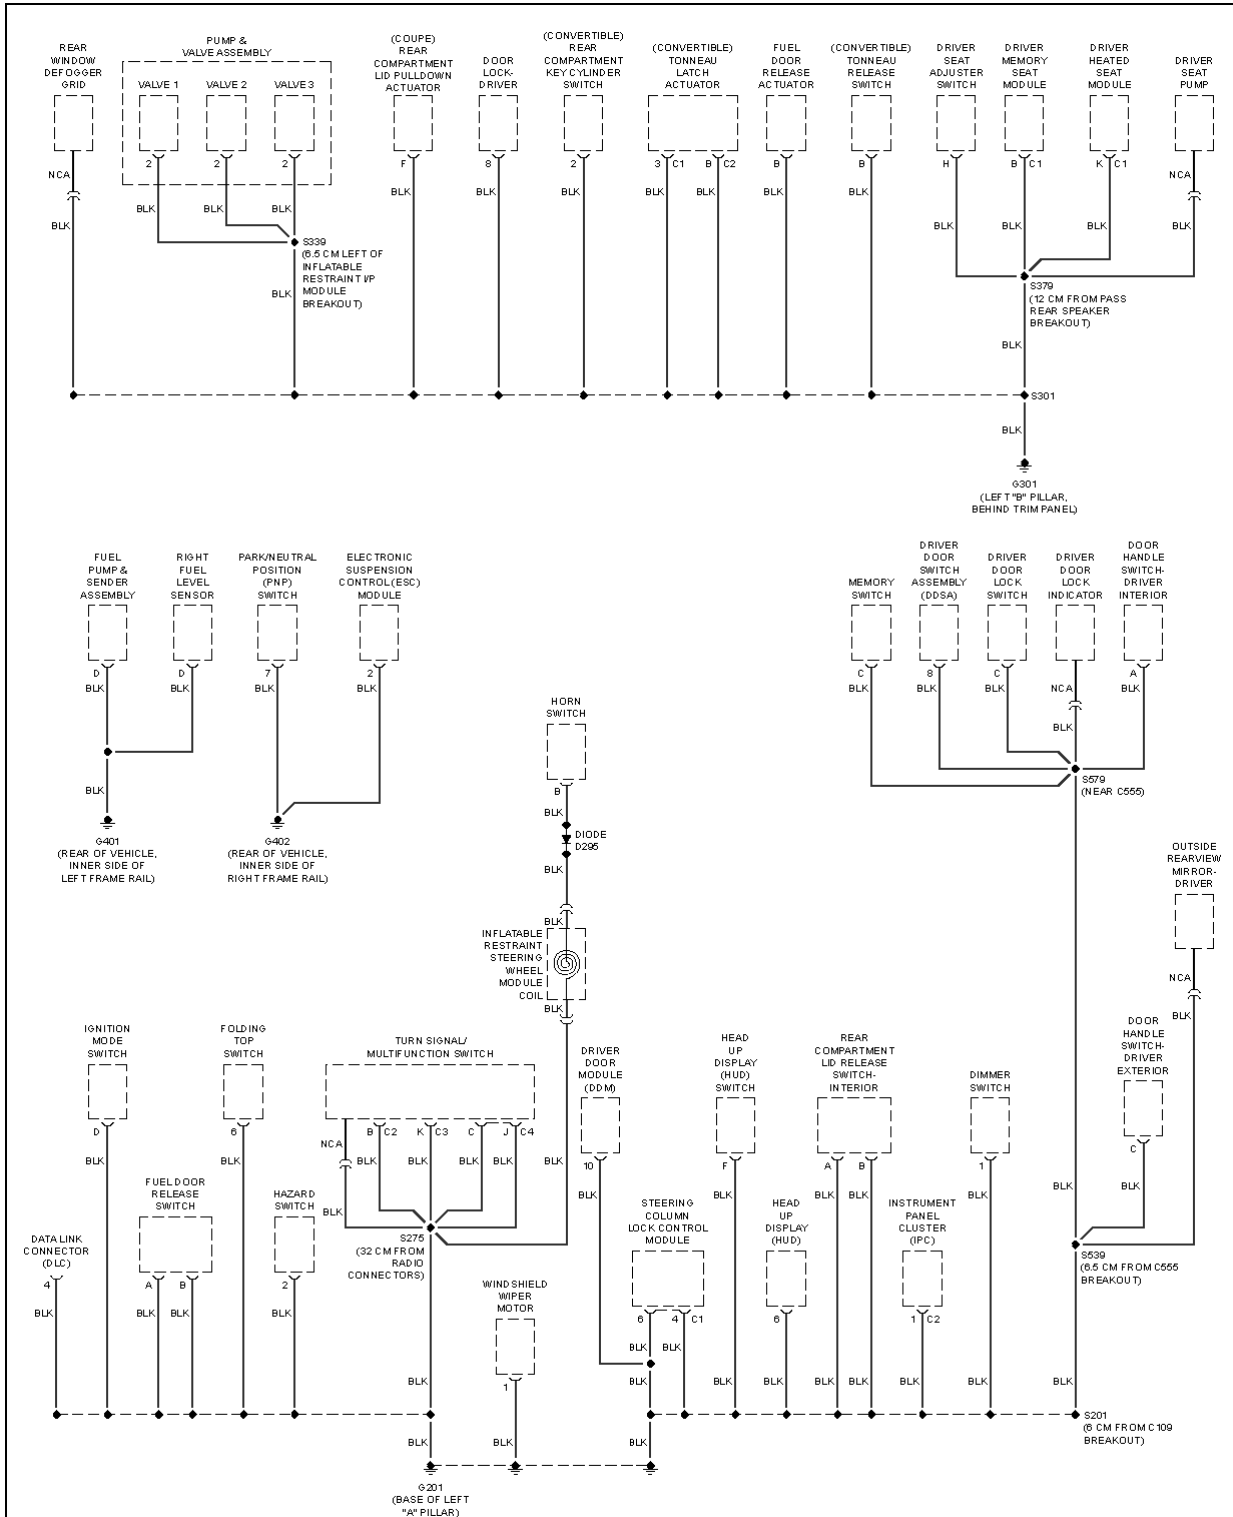 REAR
WINDOW
DEFOGGER
GRID
PUMP &
VALVE ASSEMBLY
VALVE 1
VALVE 2
VALVE 3
(COUPE)
REAR
COMPARTMENT
LID PULLDOWN
ACTUATOR
DOOR
LOCK-
DRIVER
(CONVERTIBLE)
REAR
COMPARTMENT
KEY CYLINDER
SWITCH
(CONVERTIBLE)
TONNEAU
LATCH
ACTUATOR
FUEL
DOOR
RELEASE
ACTUATOR
(CONVERTIBLE)
TONNEAU
RELEASE
SWITCH
DRIVER
SEAT
ADJUSTER
SWITCH
DRIVER
MEMORY
SEAT
MODULE
DRIVER
HEATED
SEAT
MODULE
DRIVER
SEAT
PUMP
2
2
2
F
8
2
3 C1
B C2
B
B
H
B C1
K C1
NCA
BLK
BLK
BLK
BLK
BLK
BLK
BLK
BLK
BLK
BLK
BLK
BLK
BLK
BLK
NCA
BLK
S339
(6.5 CM LEFT OF
INFLATABLE
RESTRAINT I/P
MODULE
BREAKOUT)
BLK
S379
(12 CM FROM PASS
REAR SPEAKER
BREAKOUT)
BLK
S301
BLK
G301
(LEFT "B" PILLAR,
BEHIND TRIM PANEL)
FUEL
PUMP &
SENDER
ASSEMBLY
RIGHT
FUEL
LEVEL
SENSOR
PARK/NEUTRAL
POSITION
(PNP)
SWITCH
ELECTRONIC
SUSPENSION
CONTROL(ESC)
MODULE
D
D
7
2
BLK
BLK
BLK
BLK
BLK
G401
(REAR OF VEHICLE,
INNER SIDE OF
LEFT FRAME RAIL)
G402
(REAR OF VEHICLE,
INNER SIDE OF
RIGHT FRAME RAIL)
MEMORY
SWITCH
DRIVER
DOOR
SWITCH
ASSEMBLY
(DDSA)
DRIVER
DOOR
LOCK
SWITCH
DRIVER
DOOR
LOCK
INDICATOR
DOOR
HANDLE
SWITCH-
DRIVER
INTERIOR
C
8
C
A
BLK
BLK
BLK
NCA
BLK
BLK
S579
(NEAR C555)
HORN
SWITCH
B
BLK
DIODE
D295
BLK
BLK
INFLATABLE
RESTRAINT
STEERING
WHEEL
MODULE
COIL
BLK
OUTSIDE
REARVIEW
MIRROR-
DRIVER
NCA
BLK
DOOR
HANDLE
SWITCH-
DRIVER
EXTERIOR
C
BLK
BLK
S539
(6.5 CM FROM C555
BREAKOUT)
BLK
IGNITION
MODE
SWITCH
D
BLK
FOLDING
TOP
SWITCH
6
BLK
TURN SIGNAL/
MULTIFUNCTION SWITCH
B C2
K C3
C
J C4
NCA
BLK
BLK
BLK
BLK
BLK
BLK
S275
(32 CM FROM
RADIO
CONNECTORS)
BLK
DRIVER
DOOR
MODULE
(DDM)
10
BLK
HEAD
UP
DISPLAY
(HUD)
SWITCH
F
BLK
BLK
REAR
COMPARTMENT
LID RELEASE
SWITCH-
INTERIOR
A
B
BLK
BLK
DIMMER
SWITCH
1
BLK
FUEL DOOR
RELEASE
SWITCH
A
B
BLK
BLK
HAZARD
SWITCH
2
BLK
DATA LINK
CONNECTOR
(DLC)
4
BLK
WINDSHIELD
WIPER
MOTOR
1
BLK
STEERING
COLUMN
LOCK CONTROL
MODULE
6
4 C1
BLK
BLK
BLK
HEAD
UP
DISPLAY
(HUD)
6
BLK
INSTRUMENT
PANEL
CLUSTER
(IPC)
1 C2
BLK
S201
(6 CM FROM C109
BREAKOUT)
BLK
BLK
G201
(BASE OF LEFT
"A" PILLAR)